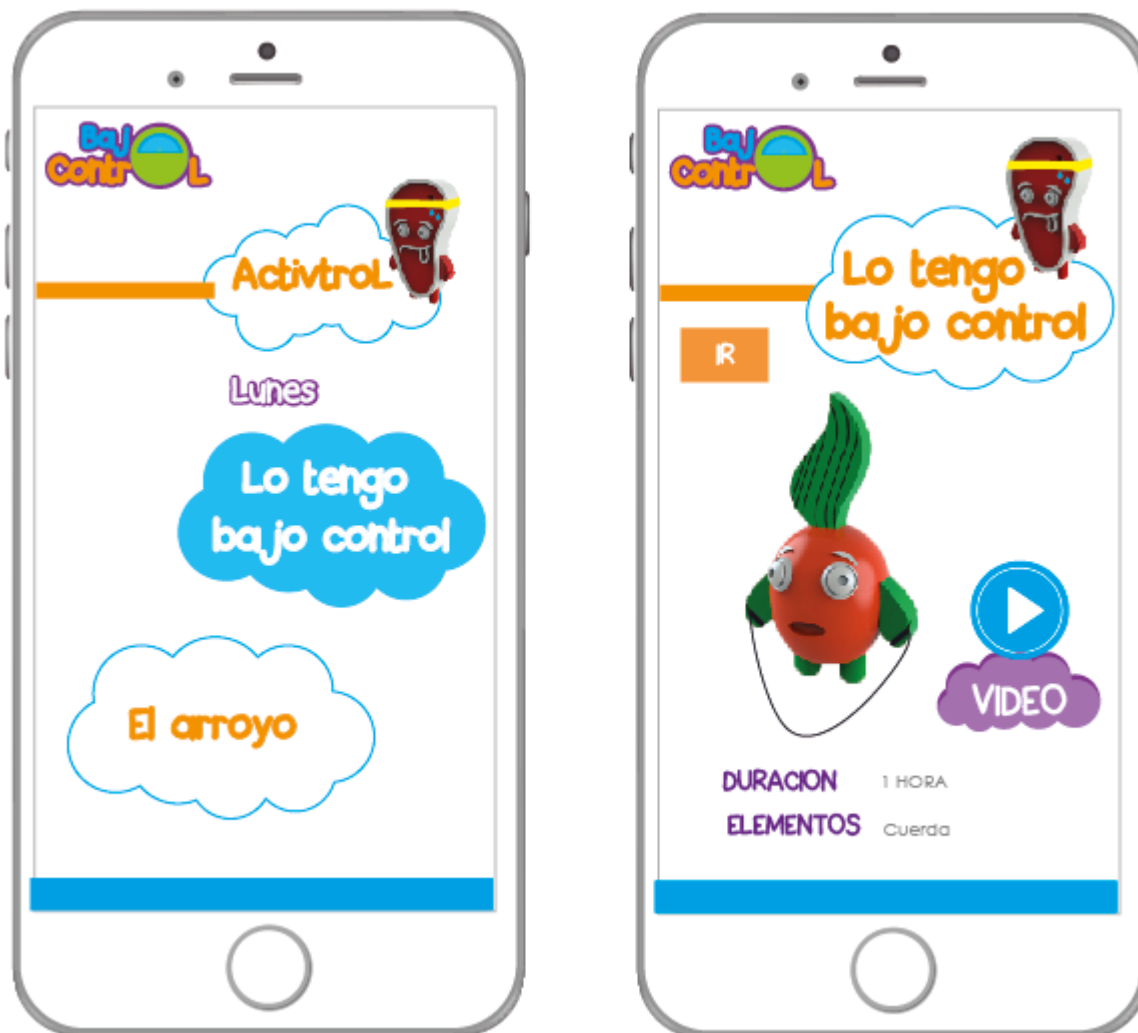 Bajo
ControL
ActivtroL
Lunes
Lo tengo
bajo control
El arroyo
Bajo
ControL
Lo tengo
bajo control
IR
VIDEO
DURACION 1 HORA
ELEMENTOS Cuerda